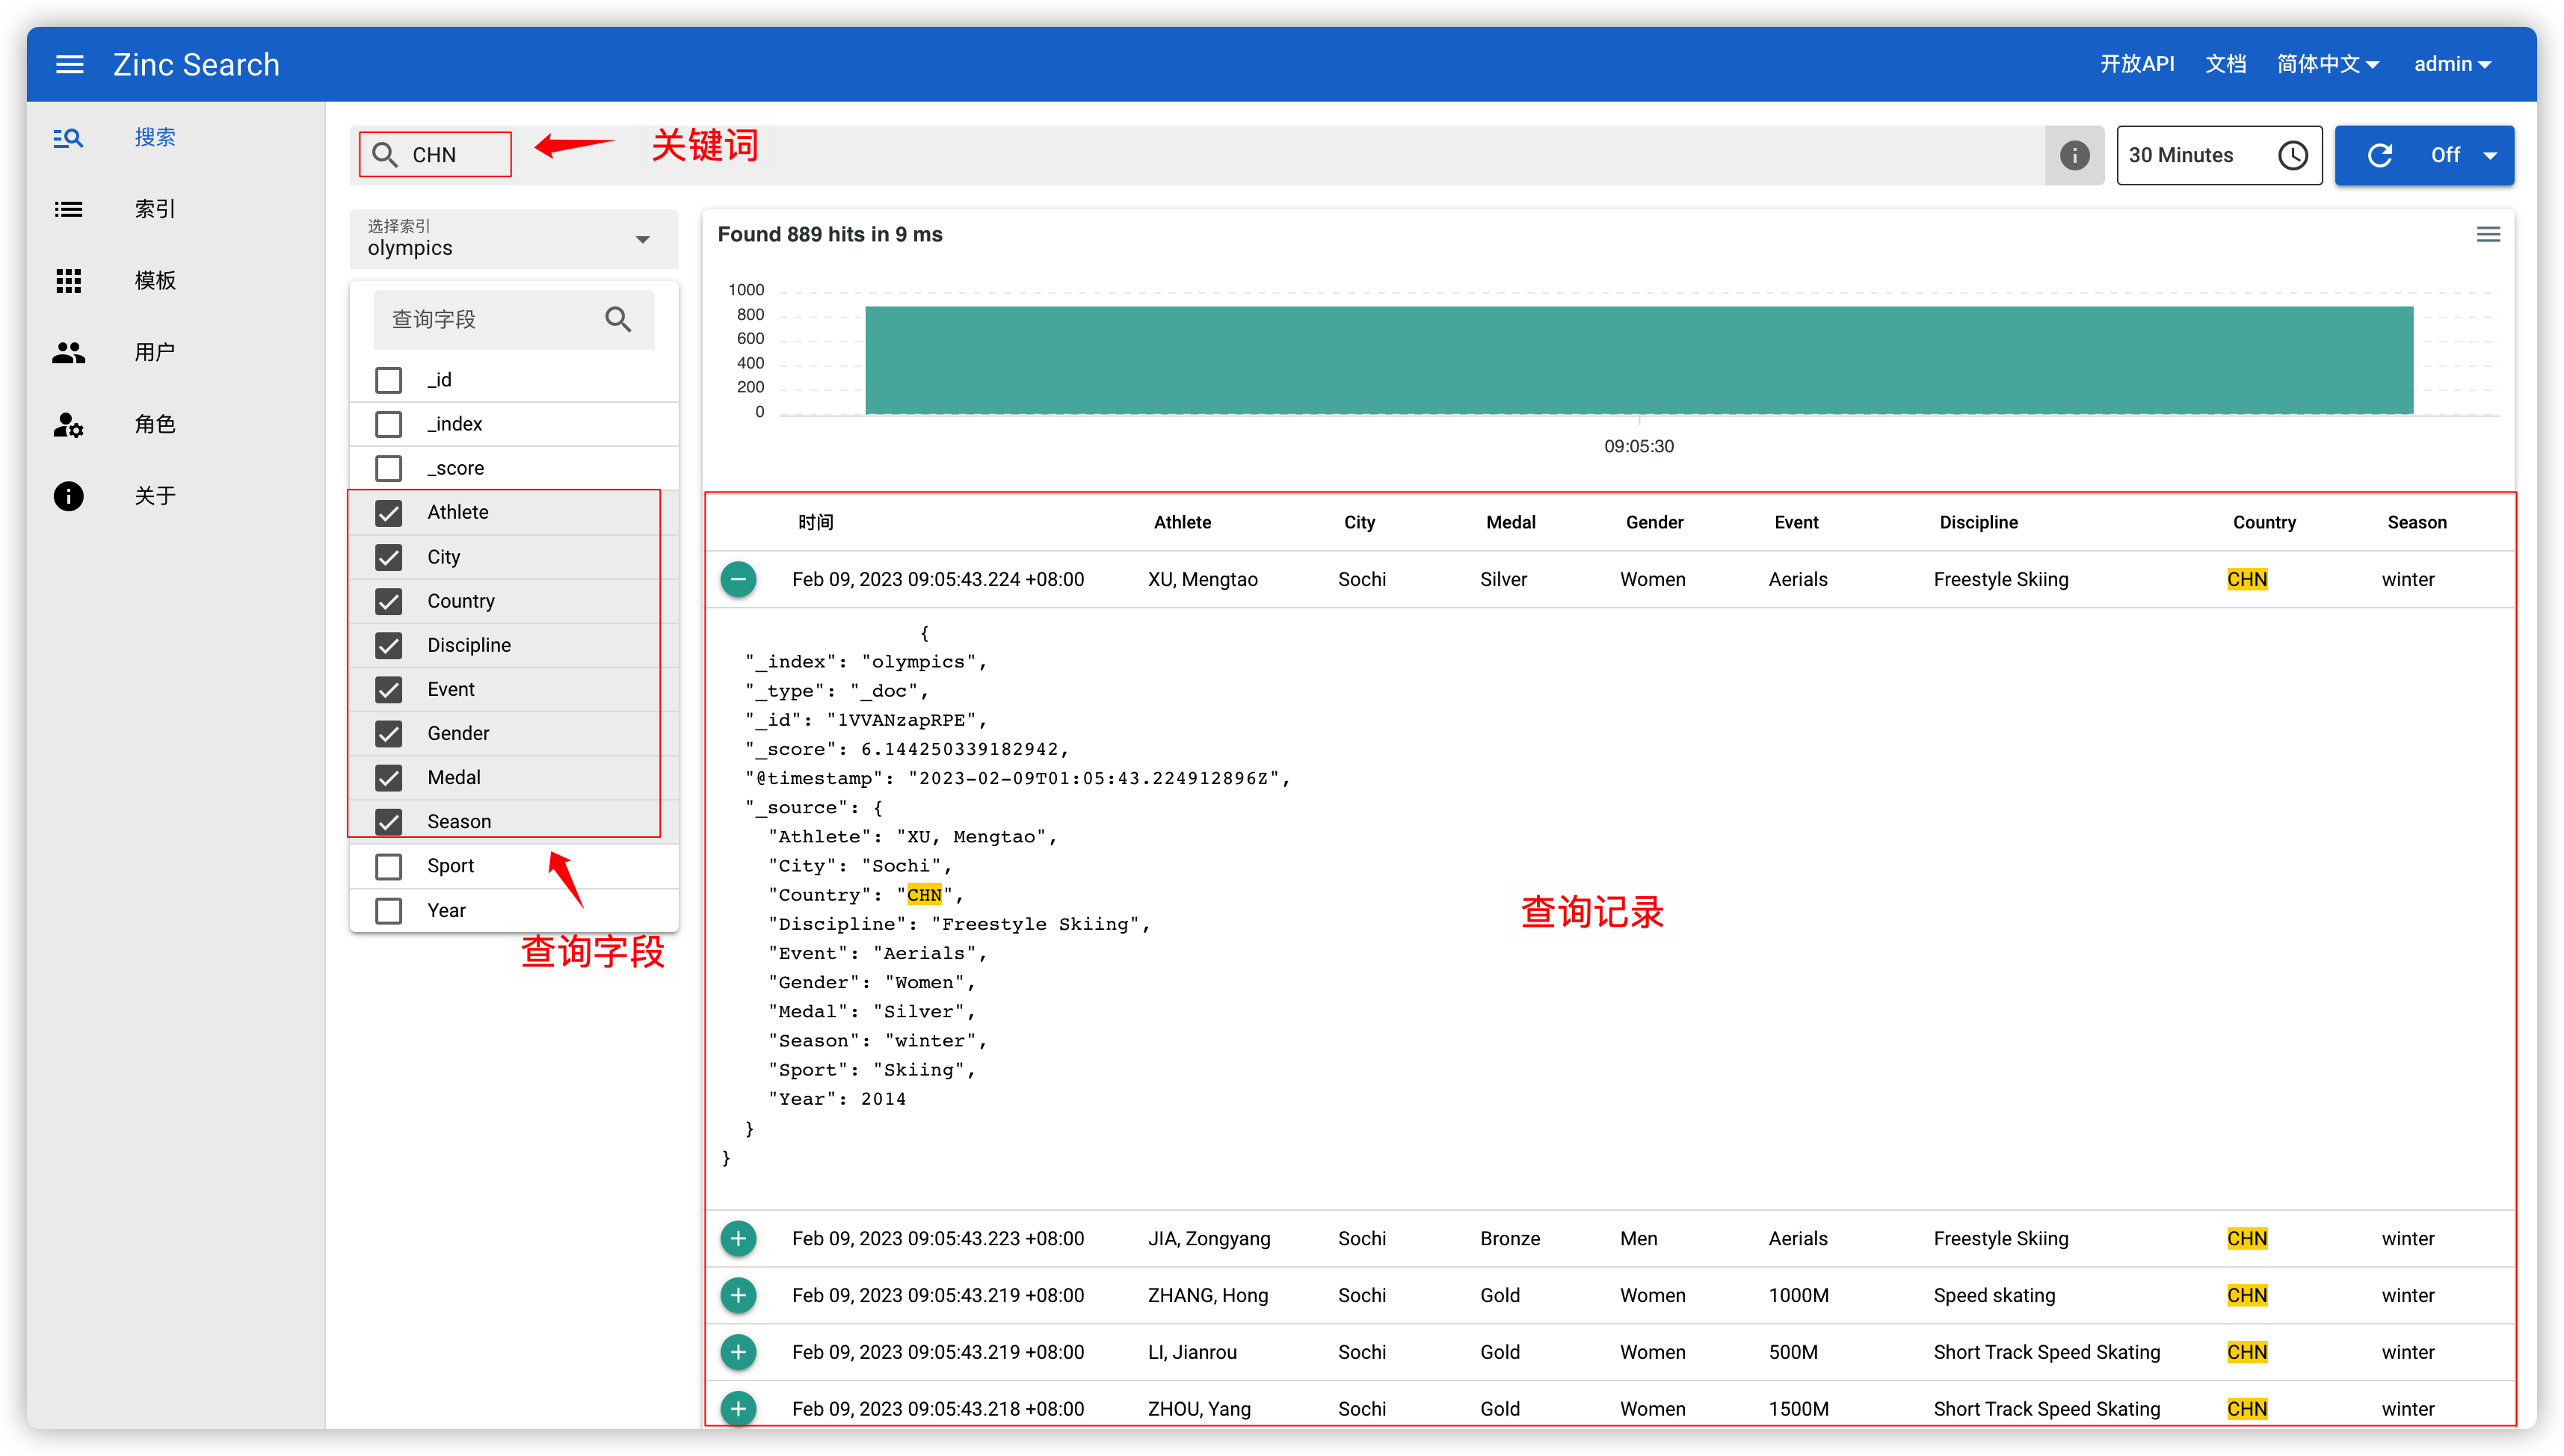 Zinc Search
开放API 文档 简体中文 admin
搜索
索引
模板
用户
角色
关于
CHN
关键词
30 Minutes
Off
选择索引
olympics
查询字段
_id
_index
_score
Athlete
City
Country
Discipline
Event
Gender
Medal
Season
Sport
Year
查询字段
Found 889 hits in 9 ms
1000
800
600
400
200
0
09:05:30
时间 Athlete City Medal Gender Event Discipline Country Season
Feb 09, 2023 09:05:43.224 +08:00 XU, Mengtao Sochi Silver Women Aerials Freestyle Skiing CHN winter
{
"_index": "olympics",
"_type": "_doc",
"_id": "1VVANzapRPE",
"_score": 6.144250339182942,
"@timestamp": "2023-02-09T01:05:43.224912896Z",
"_source": {
"Athlete": "XU, Mengtao",
"City": "Sochi",
"Country": "CHN",
"Discipline": "Freestyle Skiing",
"Event": "Aerials",
"Gender": "Women",
"Medal": "Silver",
"Season": "winter",
"Sport": "Skiing",
"Year": 2014
}
}
查询记录
Feb 09, 2023 09:05:43.223 +08:00 JIA, Zongyang Sochi Bronze Men Aerials Freestyle Skiing CHN winter
Feb 09, 2023 09:05:43.219 +08:00 ZHANG, Hong Sochi Gold Women 1000M Speed skating CHN winter
Feb 09, 2023 09:05:43.219 +08:00 LI, Jianrou Sochi Gold Women 500M Short Track Speed Skating CHN winter
Feb 09, 2023 09:05:43.218 +08:00 ZHOU, Yang Sochi Gold Women 1500M Short Track Speed Skating CHN winter